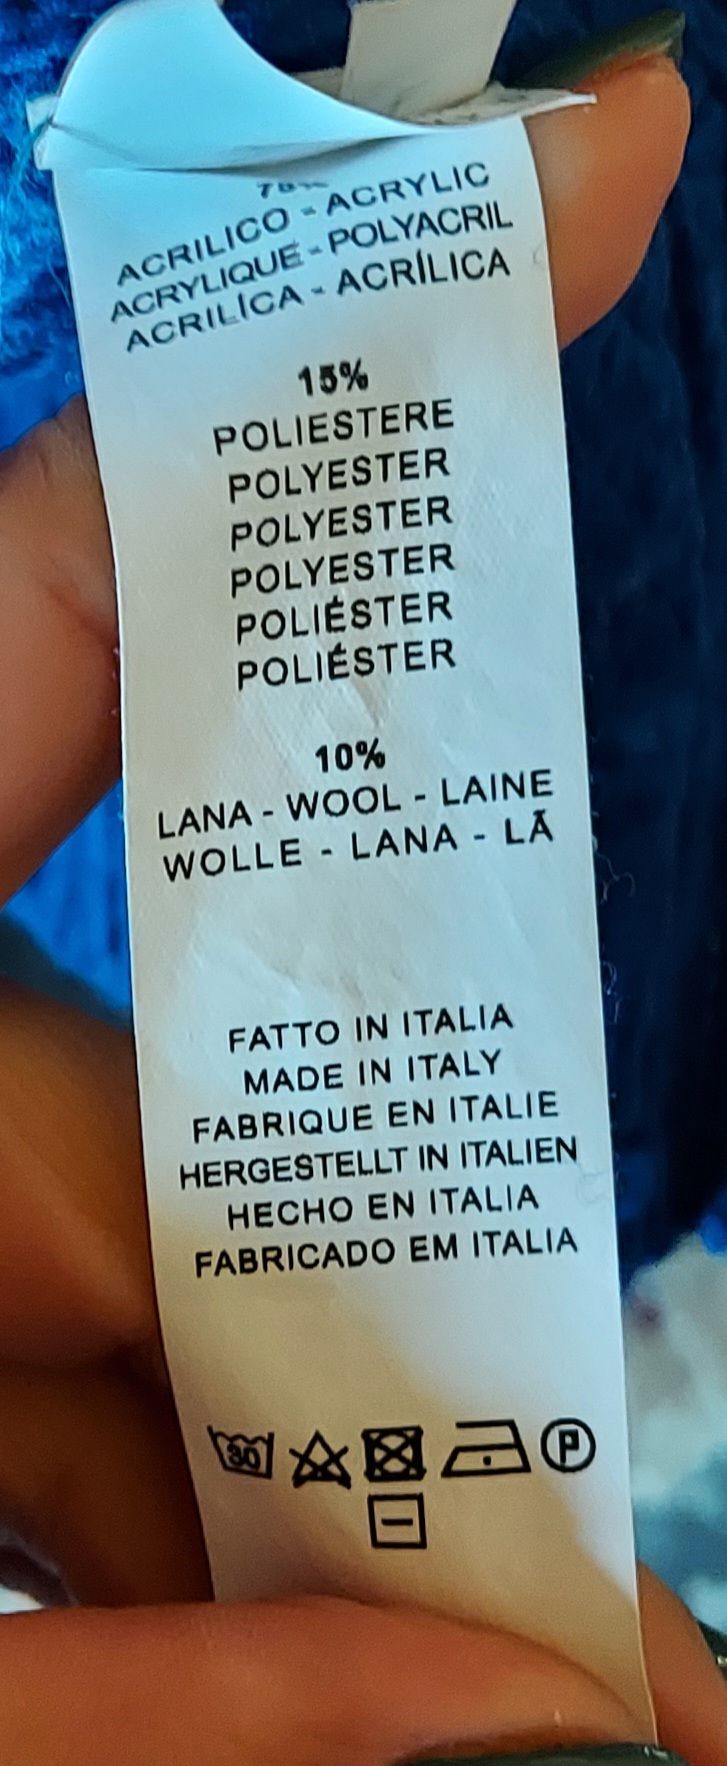 ACRILICO - ACRYLIC
ACRYLIQUE - POLYACRIL
ACRILÍCA - ACRÍLICA
15%
POLIESTERE
POLYESTER
POLYESTER
POLYESTER
POLIÉSTER
POLIÉSTER
10%
LANA - WOOL - LAINE
WOLLE - LANA - LÃ
FATTO IN ITALIA
MADE IN ITALY
FABRIQUE EN ITALIE
HERGESTELLT IN ITALIEN
HECHO EN ITALIA
FABRICADO EM ITALIA
30
P